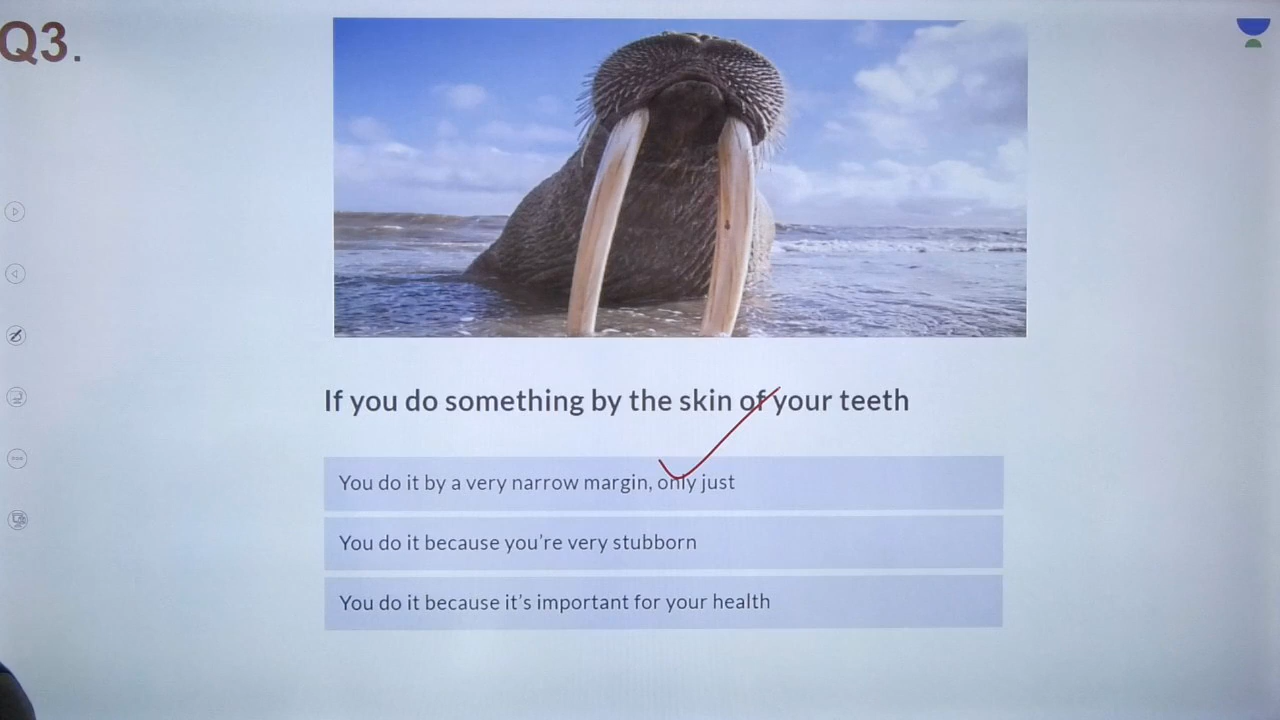 Q3.
If you do something by the skin of your teeth
You do it by a very narrow margin, only just
You do it because you’re very stubborn
You do it because it’s important for your health